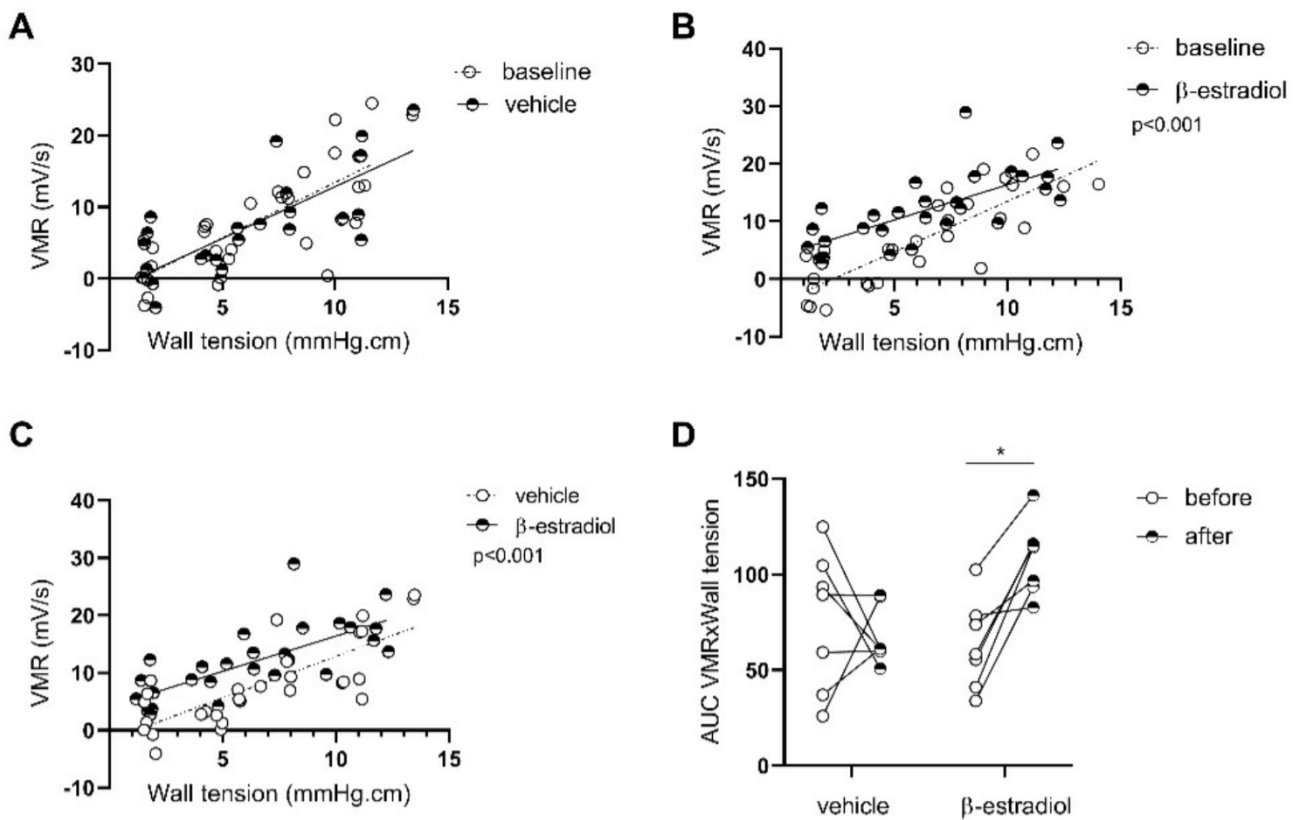 A
30
20
10
0
-10
VMR (mV/s)
5
10
15
Wall tension (mmHg.cm)
baseline
vehicle
B
40
30
20
10
0
-10
VMR (mV/s)
5
10
15
Wall tension (mmHg.cm)
baseline
β-estradiol
p<0.001
C
40
30
20
10
0
-10
VMR (mV/s)
5
10
15
Wall tension (mmHg.cm)
vehicle
β-estradiol
p<0.001
D
150
100
50
0
AUC VMRxWall tension
*
vehicle
β-estradiol
before
after